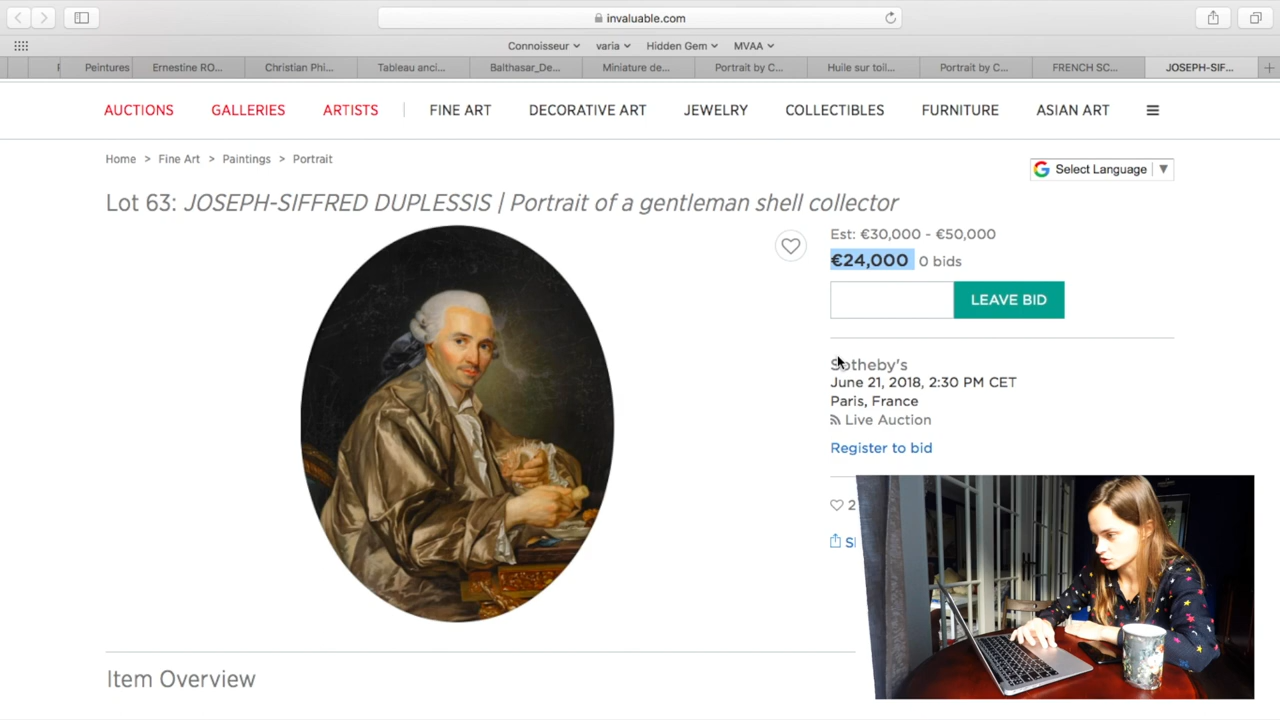 invaluable.com
Connoisseur varia Hidden Gem MVAA
Peintures Ernestine RO... Christian Phi... Tableau anci... Balthasar_De... Miniature de... Portrait by C... Huile sur toil... Portrait by C... FRENCH SC... JOSEPH-SIF...
AUCTIONS GALLERIES ARTISTS | FINE ART DECORATIVE ART JEWELRY COLLECTIBLES FURNITURE ASIAN ART
Home > Fine Art > Paintings > Portrait
Select Language
Lot 63: JOSEPH-SIFFRED DUPLESSIS | Portrait of a gentleman shell collector
Est: €30,000 - €50,000
€24,000 0 bids
LEAVE BID
Sotheby's
June 21, 2018, 2:30 PM CET
Paris, France
Live Auction
Register to bid
2
Item Overview